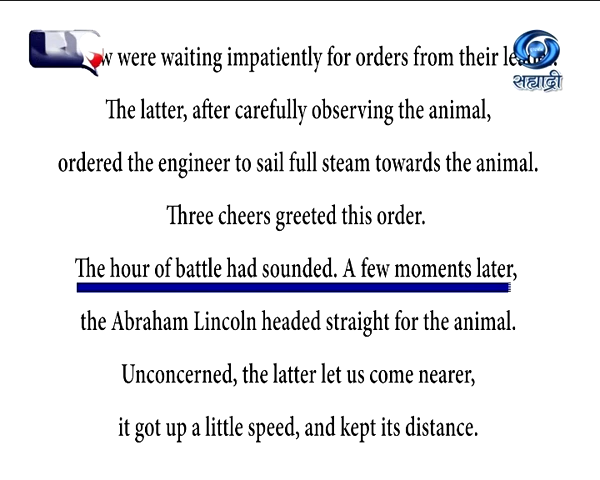 were waiting impatiently for orders from their
सह्याद्री
The latter, after carefully observing the animal,
ordered the engineer to sail full steam towards the animal.
Three cheers greeted this order.
The hour of battle had sounded. A few moments later,
the Abraham Lincoln headed straight for the animal.
Unconcerned, the latter let us come nearer,
it got up a little speed, and kept its distance.